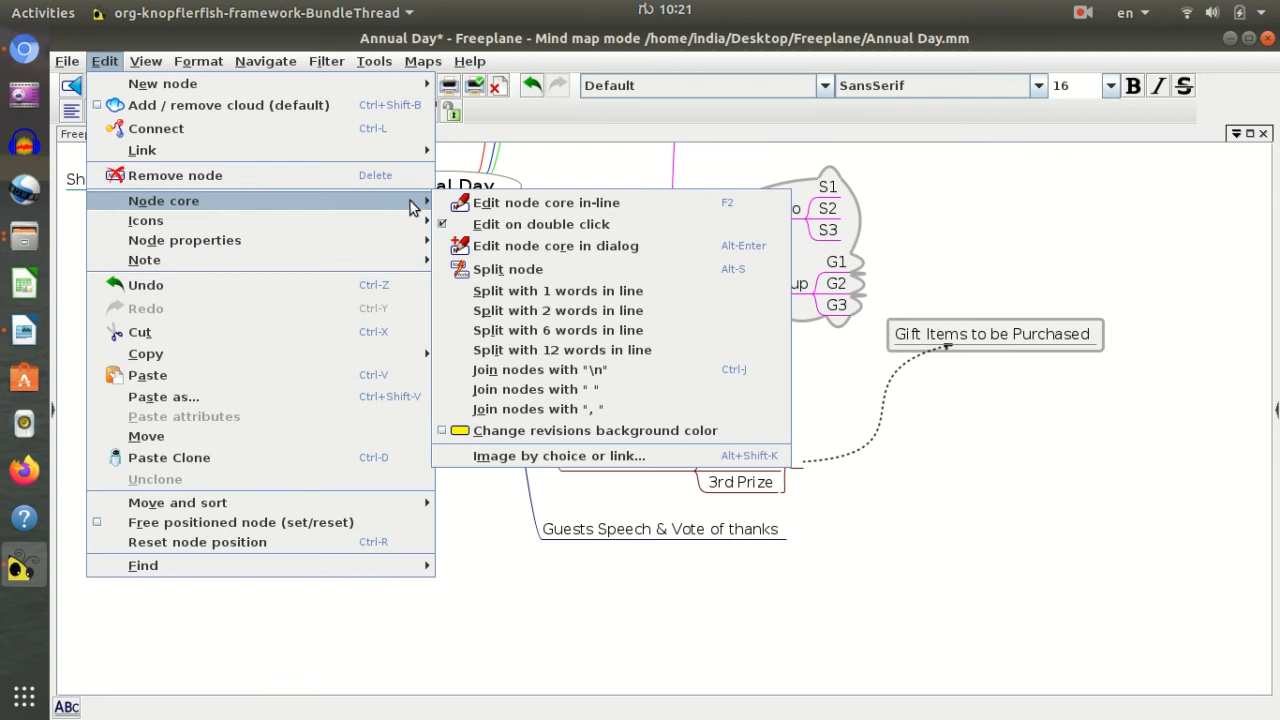 Activities
org-knopflerfish-framework-BundleThread
10:21
en
Annual Day* - Freeplane - Mind map mode /home/india/Desktop/Freeplane/Annual Day.mm
File Edit View Format Navigate Filter Tools Maps Help
Default
SansSerif
16
B I S
New node
Add / remove cloud (default) Ctrl+Shift-B
Connect Ctrl-L
Link
Remove node Delete
Node core
Icons
Node properties
Note
Undo Ctrl-Z
Redo Ctrl-Y
Cut Ctrl-X
Copy
Paste Ctrl-V
Paste as... Ctrl+Shift-V
Paste attributes
Move
Paste Clone Ctrl-D
Unclone
Move and sort
Free positioned node (set/reset)
Reset node position Ctrl-R
Find
Edit node core in-line F2
Edit on double click
Edit node core in dialog Alt-Enter
Split node Alt-S
Split with 1 words in line
Split with 2 words in line
Split with 6 words in line
Split with 12 words in line
Join nodes with "\n" Ctrl-J
Join nodes with " "
Join nodes with ", "
Change revisions background color
Image by choice or link... Alt+Shift-K
Freep
Sh
al Day
o
S1
S2
S3
up
G1
G2
G3
Gift Items to be Purchased
3rd Prize
Guests Speech & Vote of thanks
ABC